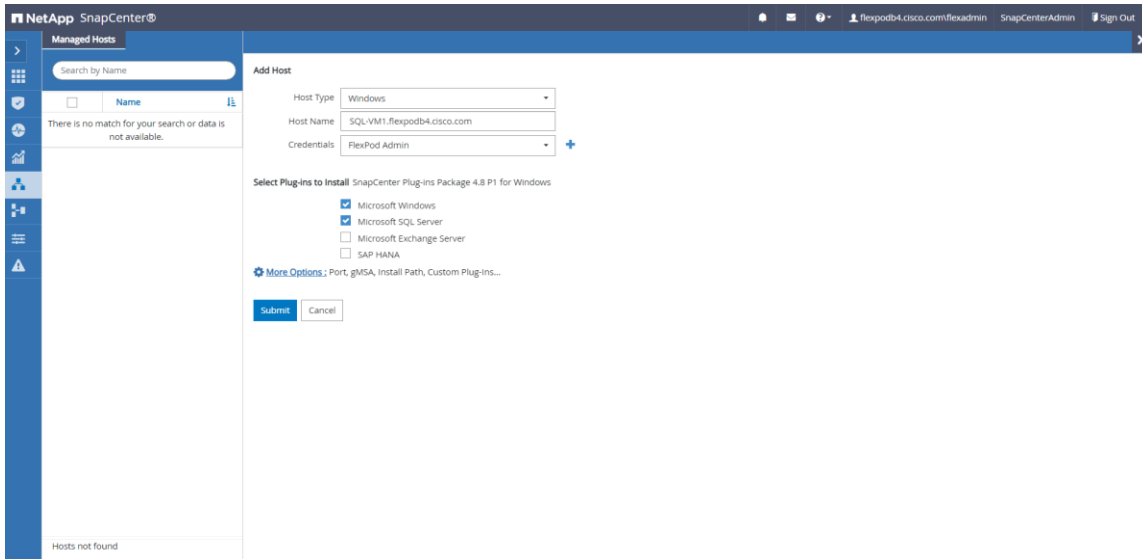 NetApp SnapCenter®
flexpodb4.cisco.com\flexadmin SnapCenterAdmin Sign Out
Managed Hosts
Search by Name
Name
There is no match for your search or data is
not available.
Hosts not found
Add Host
Host Type Windows
Host Name SQL-VM1.flexpodb4.cisco.com
Credentials FlexPod Admin
Select Plug-ins to Install SnapCenter Plug-ins Package 4.8 P1 for Windows
Microsoft Windows
Microsoft SQL Server
Microsoft Exchange Server
SAP HANA
More Options : Port, gMSA, Install Path, Custom Plug-Ins...
Submit Cancel